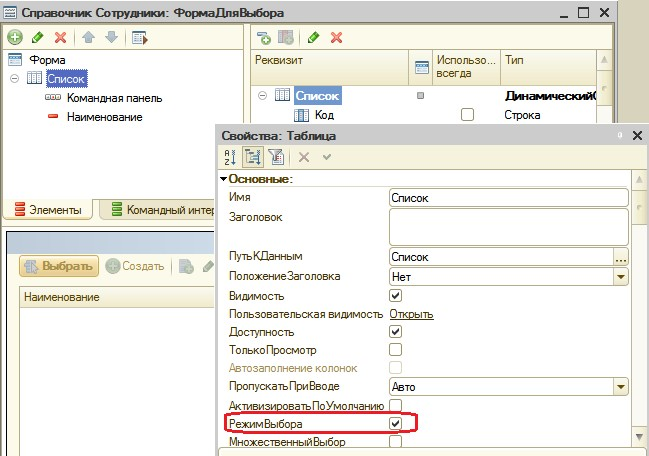 Справочник Сотрудники: ФормаДляВыбора
Форма
Список
Командная панель
Наименование
Элементы
Командный интер
Выбрать
Создать
Наименование
Реквизит
Использо...
всегда
Тип
Список
ДинамическийС
Код
Строка
Свойства: Таблица
Основные:
Имя
Список
Заголовок
ПутьКДанным
Список
...
ПоложениеЗаголовка
Нет
Видимость
Пользовательская видимость
Открыть
Доступность
ТолькоПросмотр
Автозаполнение колонок
ПропускатьПриВводе
Авто
АктивизироватьПоУмолчанию
РежимВыбора
МножественныйВыбор